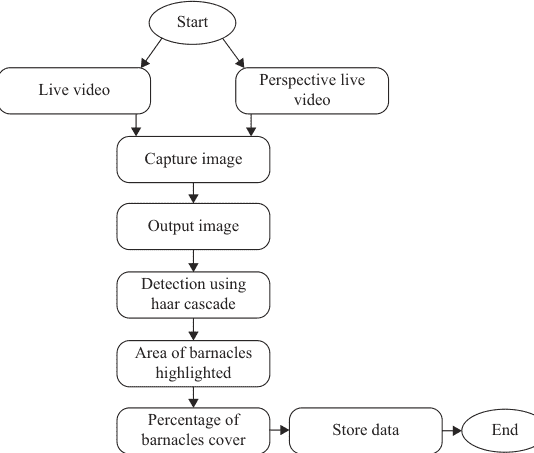 Start
Live video
Perspective live
video
Capture image
Output image
Detection using
haar cascade
Area of barnacles
highlighted
Percentage of
barnacles cover
Store data
End